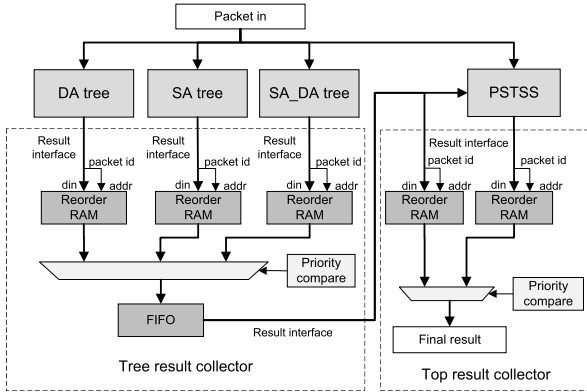 Packet in
DA tree
SA tree
SA_DA tree
PSTSS
Result
interface
Result
interface
Result
interface
Result interface
packet id
packet id
packet id
packet id
packet id
din
addr
din
addr
din
addr
din
addr
din
addr
Reorder
RAM
Reorder
RAM
Reorder
RAM
Reorder
RAM
Reorder
RAM
Priority
compare
Priority
compare
FIFO
Result interface
Final result
Tree result collector
Top result collector